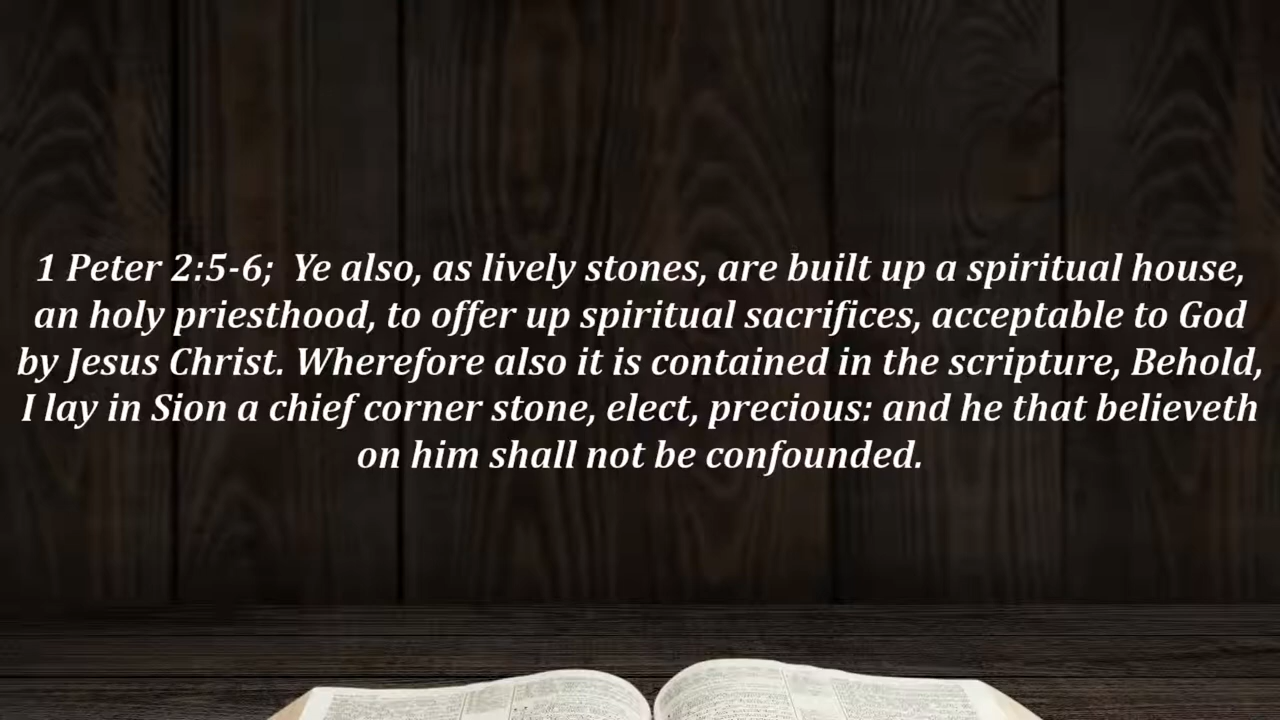 1 Peter 2:5-6;  Ye also, as lively stones, are built up a spiritual house,
an holy priesthood, to offer up spiritual sacrifices, acceptable to God
by Jesus Christ. Wherefore also it is contained in the scripture, Behold,
I lay in Sion a chief corner stone, elect, precious: and he that believeth
on him shall not be confounded.